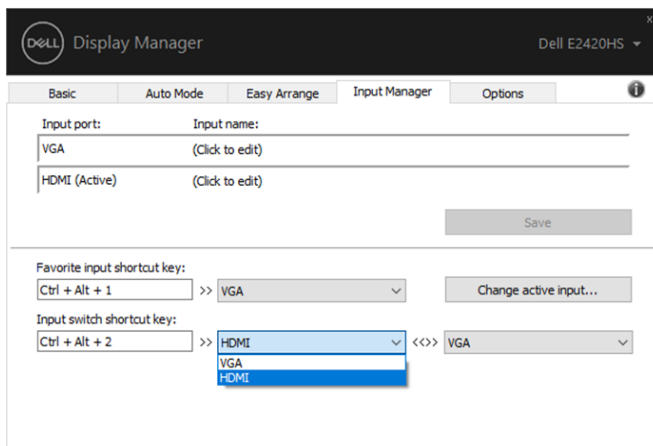 x
DELL Display Manager Dell E2420HS
Basic Auto Mode Easy Arrange Input Manager Options i
Input port: Input name:
VGA (Click to edit)
HDMI (Active) (Click to edit)
Save
Favorite input shortcut key:
Ctrl + Alt + 1 >> VGA Change active input...
Input switch shortcut key:
Ctrl + Alt + 2 >> HDMI <<>> VGA
VGA
HDMI